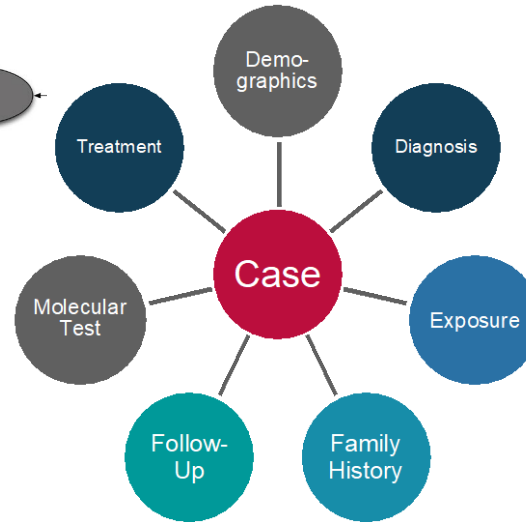 Demo-
graphics
Treatment
Diagnosis
Case
Molecular
Test
Exposure
Follow-
Up
Family
History